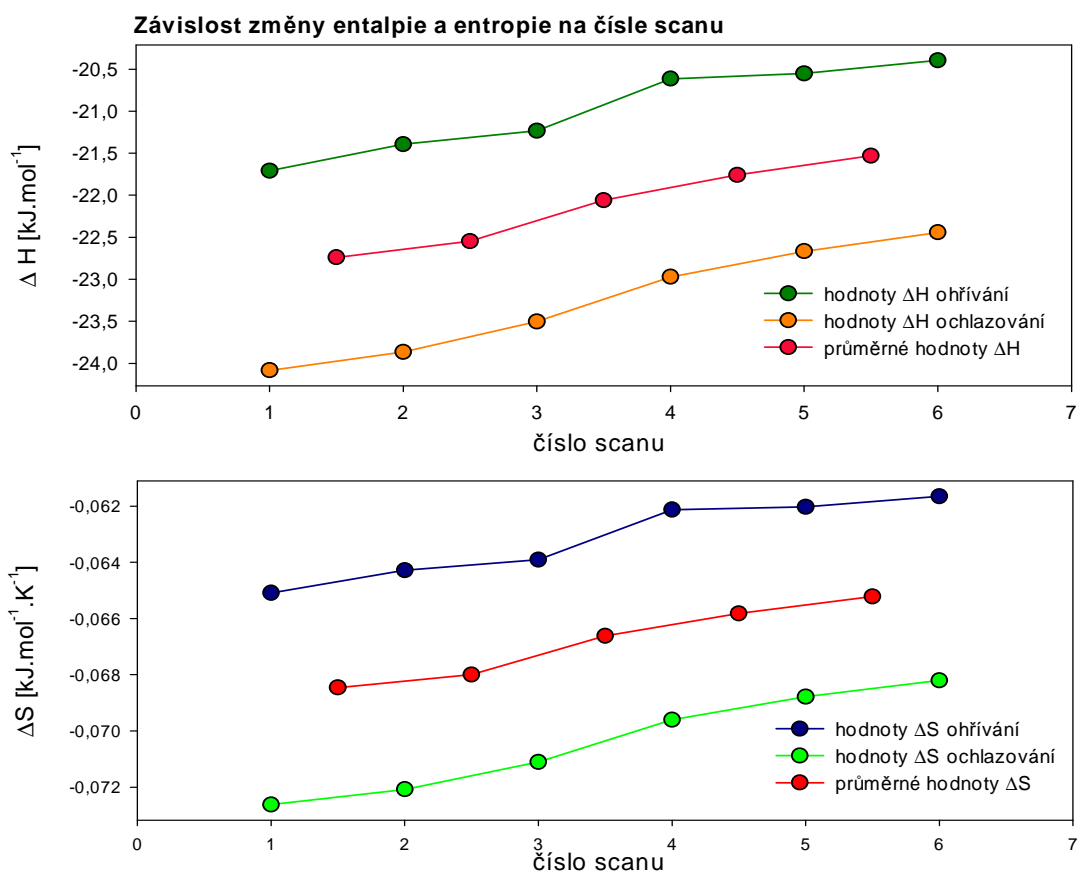 Závislost změny entalpie a entropie na čísle scanu
Δ H [kJ.mol⁻¹]
-20,5
-21,0
-21,5
-22,0
-22,5
-23,0
-23,5
-24,0
hodnoty ΔH ohřívání
hodnoty ΔH ochlazování
průměrné hodnoty ΔH
0 1 2 3 4 5 6 7
číslo scanu
ΔS [kJ.mol⁻¹.K⁻¹]
-0,062
-0,064
-0,066
-0,068
-0,070
-0,072
hodnoty ΔS ohřívání
hodnoty ΔS ochlazování
průměrné hodnoty ΔS
0 1 2 3 4 5 6 7
číslo scanu